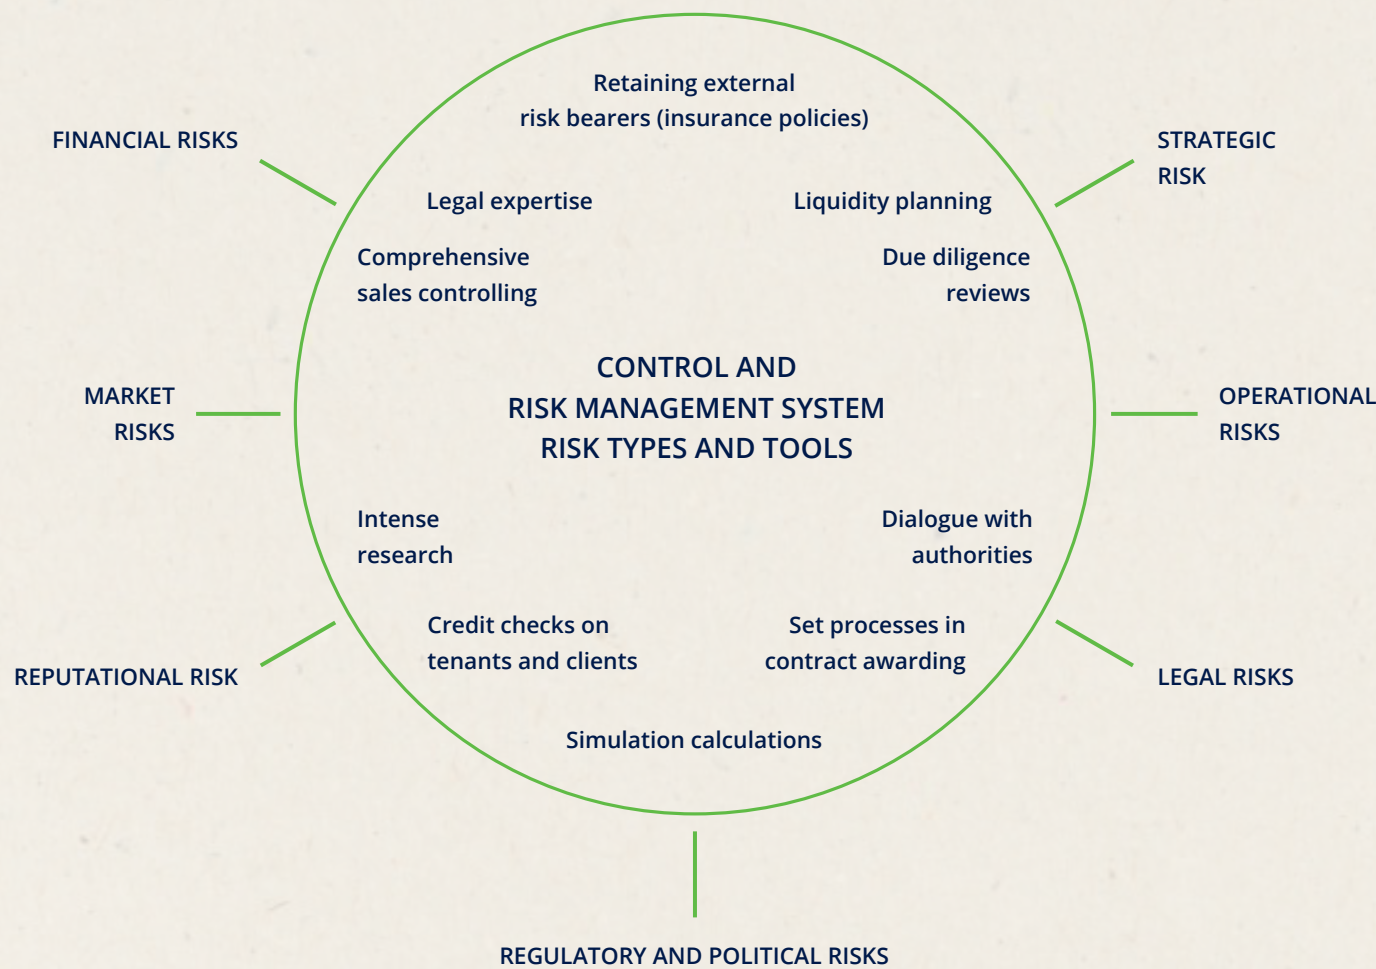 Retaining external
risk bearers (insurance policies)
FINANCIAL RISKS
STRATEGIC
RISK
Legal expertise
Liquidity planning
Comprehensive
sales controlling
Due diligence
reviews
CONTROL AND
RISK MANAGEMENT SYSTEM
RISK TYPES AND TOOLS
MARKET
RISKS
OPERATIONAL
RISKS
Intense
research
Dialogue with
authorities
Credit checks on
tenants and clients
Set processes in
contract awarding
REPUTATIONAL RISK
LEGAL RISKS
Simulation calculations
REGULATORY AND POLITICAL RISKS